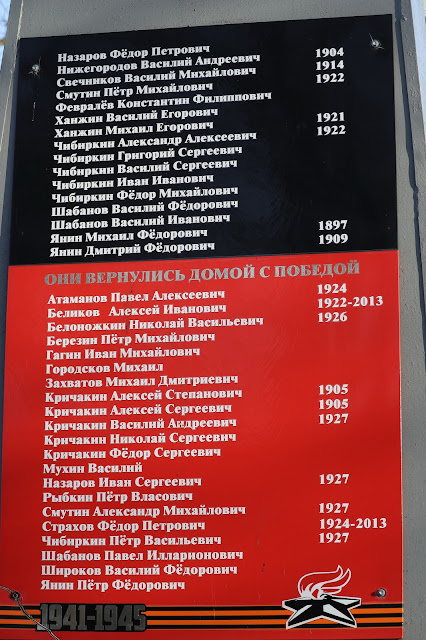 Назаров Фёдор Петрович
Нижегородов Василий Андреевич 1904
Свечников Василий Михайлович 1914
Смутин Пётр Михайлович 1922
Февралёв Константин Филиппович
Ханжин Василий Егорович
Ханжин Михаил Егорович 1921
Чибиркин Александр Алексеевич 1922
Чибиркин Григорий Сергеевич
Чибиркин Василий Сергеевич
Чибиркин Иван Иванович
Чибиркин Фёдор Михайлович
Шабанов Василий Фёдорович
Шабанов Василий Иванович
Янин Михаил Фёдорович 1897
Янин Дмитрий Фёдорович 1909
ОНИ ВЕРНУЛИСЬ ДОМОЙ С ПОБЕДОЙ
Атаманов Павел Алексеевич 1924
Беликов Алексей Иванович 1922-2013
Белоножкин Николай Васильевич 1926
Березин Пётр Михайлович
Гагин Иван Михайлович
Городсков Михаил
Захватов Михаил Дмитриевич
Кричакин Алексей Степанович 1905
Кричакин Алексей Сергеевич 1905
Кричакин Василий Андреевич 1927
Кричакин Николай Сергеевич
Кричакин Фёдор Сергеевич
Мухин Василий
Назаров Иван Сергеевич 1927
Рыбкин Пётр Власович
Смутин Александр Михайлович 1927
Страхов Фёдор Петрович 1924-2013
Чибиркин Пётр Васильевич 1927
Шабанов Павел Илларионович
Широков Василий Фёдорович
Янин Пётр Фёдорович
1941-1945